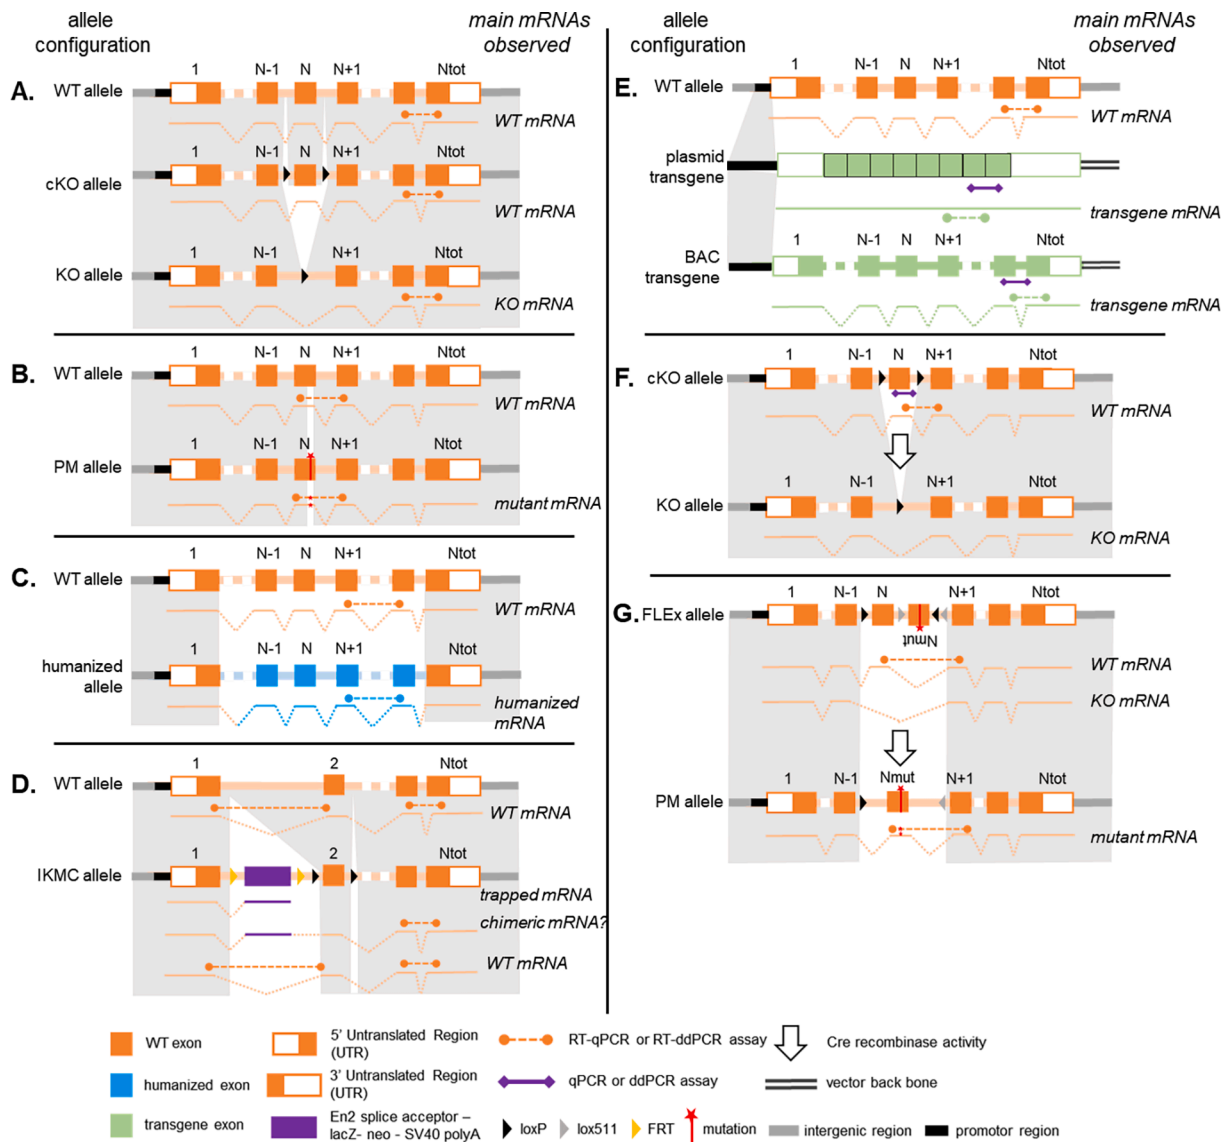 allele
configuration
main mRNAs
observed
A.
1 N-1 N N+1 Ntot
WT allele
WT mRNA
N-1 N N+1 Ntot
1
cKO allele
WT mRNA
1 N-1 N+1 Ntot
KO allele
KO mRNA
B.
1 N-1 N N+1 Ntot
WT allele
WT mRNA
1 N-1 N N+1 Ntot
PM allele
mutant mRNA
C.
1 N-1 N N+1 Ntot
WT allele
WT mRNA
1 N-1 N N+1 Ntot
humanized
allele
humanized
mRNA
D.
1 2 Ntot
WT allele
WT mRNA
1 2 Ntot
IKMC allele
trapped mRNA
chimeric mRNA?
WT mRNA
allele
configuration
main mRNAs
observed
E.
1 N-1 N N+1 Ntot
WT allele
WT mRNA
plasmid
transgene
transgene mRNA
1 N-1 N N+1 Ntot
BAC
transgene
transgene mRNA
F.
1 N-1 N N+1 Ntot
cKO allele
WT mRNA
1 N-1 N+1 Ntot
KO allele
KO mRNA
G.
1 N-1 N N+1 Ntot
FLEx allele
Nmut
WT mRNA
KO mRNA
1 N-1 Nmut N+1 Ntot
PM allele
mutant mRNA
WT exon
humanized exon
transgene exon
5' Untranslated Region
(UTR)
3' Untranslated Region
(UTR)
En2 splice acceptor –
lacZ- neo - SV40 polyA
RT-qPCR or RT-ddPCR assay
qPCR or ddPCR assay
Cre recombinase activity
vector back bone
loxP lox511 FRT mutation intergenic region promotor region